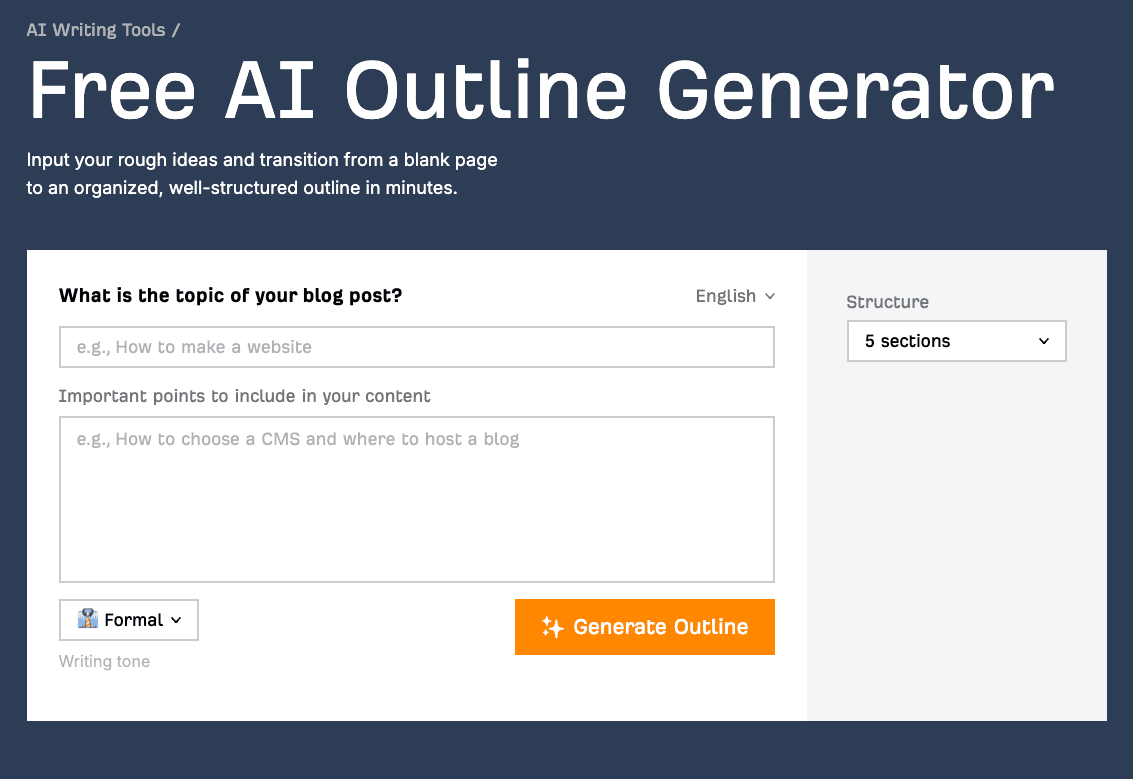 AI Writing Tools /
Free AI Outline Generator
Input your rough ideas and transition from a blank page
to an organized, well-structured outline in minutes.
What is the topic of your blog post?
English
e.g., How to make a website
Important points to include in your content
e.g., How to choose a CMS and where to host a blog
Formal
Writing tone
Generate Outline
Structure
5 sections